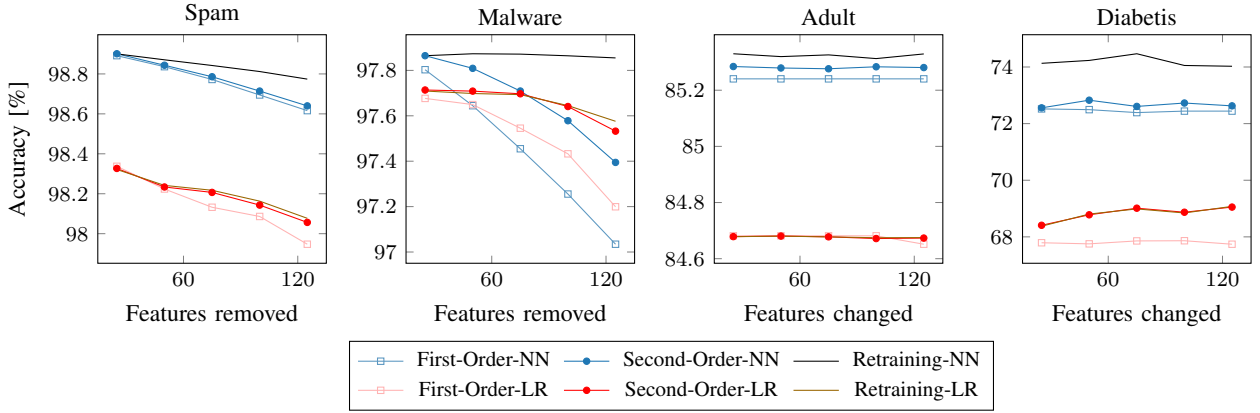 Spam
Malware
Adult
Diabetis
Accuracy [%]
98.8
98.6
98.4
98.2
98
60
120
Features removed
97.8
97.6
97.4
97.2
97
60
120
Features removed
85.2
85
84.8
84.6
60
120
Features changed
74
72
70
68
60
120
Features changed
First-Order-NN
Second-Order-NN
Retraining-NN
First-Order-LR
Second-Order-LR
Retraining-LR